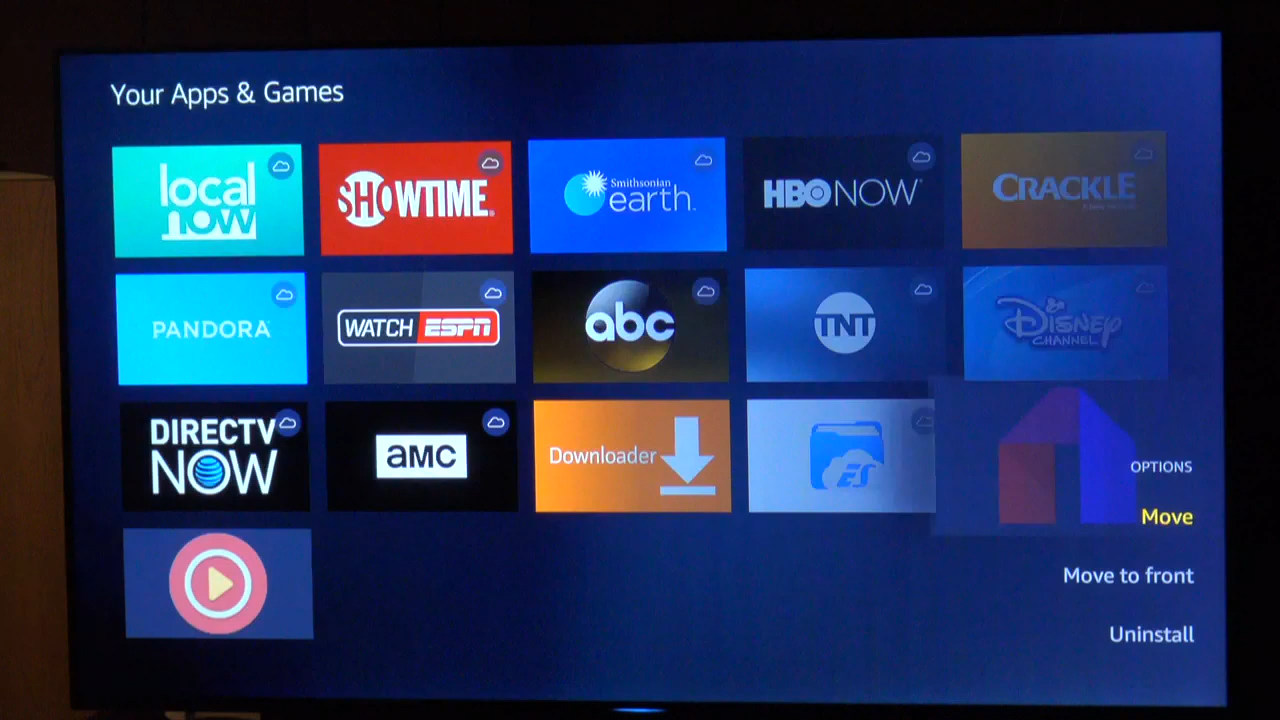 Your Apps & Games
local
now
SHOWTIME
Smithsonian
earth
HBO NOW
CRACKLE
PANDORA
WATCH ESPN
abc
TNT
DISNEY
CHANNEL
DIRECTV
NOW
aMC
Downloader
ES
OPTIONS
Move
Move to front
Uninstall